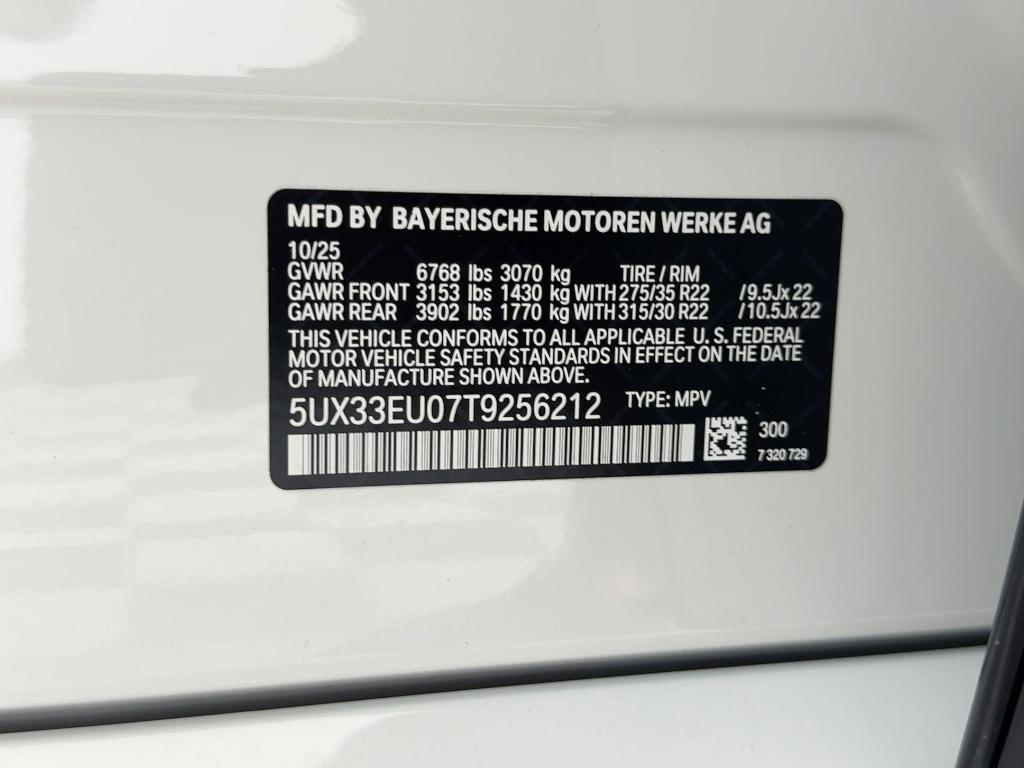 MFD BY BAYERISCHE MOTOREN WERKE AG
10/25
GVWR 6768 lbs 3070 kg TIRE / RIM
GAWR FRONT 3153 lbs 1430 kg WITH 275/35 R22 /9.5Jx22
GAWR REAR 3902 lbs 1770 kg WITH 315/30 R22 /10.5Jx22
THIS VEHICLE CONFORMS TO ALL APPLICABLE U. S. FEDERAL
MOTOR VEHICLE SAFETY STANDARDS IN EFFECT ON THE DATE
OF MANUFACTURE SHOWN ABOVE.
5UX33EU07T9256212 TYPE: MPV
300
7 320 729